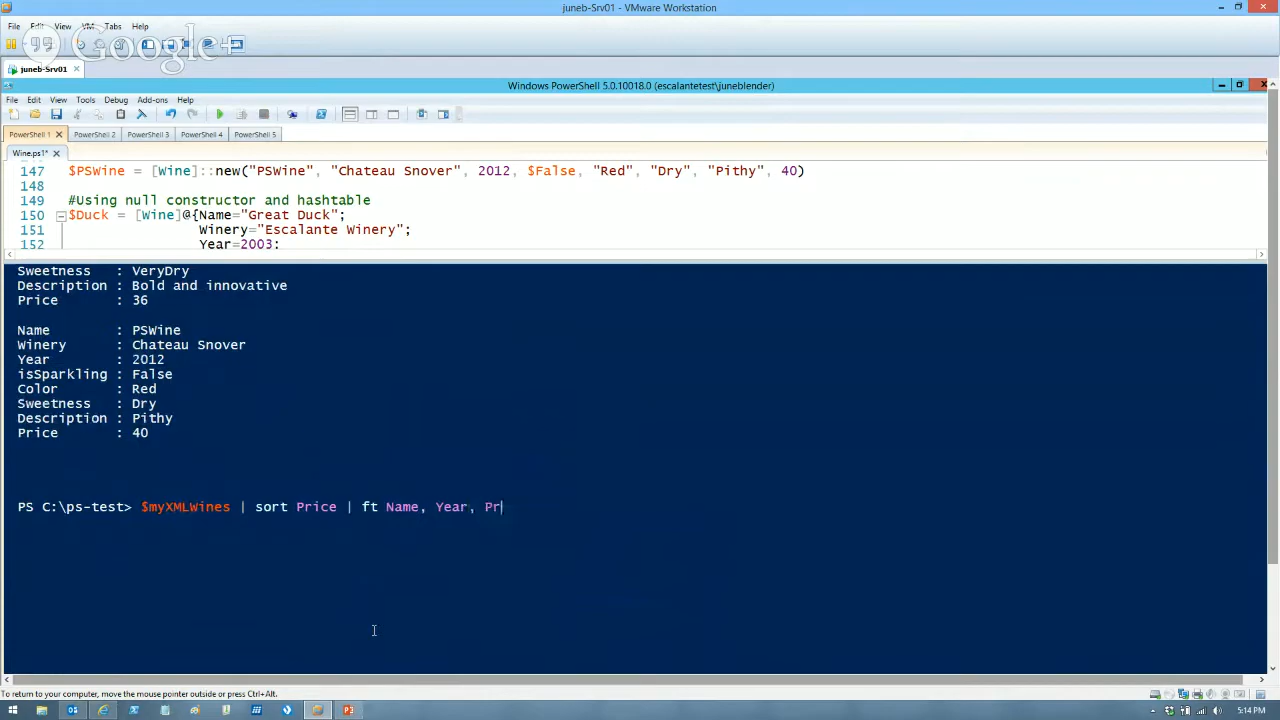 juneb-Srv01 - VMware Workstation
File Edit View VM Tabs Help
Google+
juneb-Srv01
Windows PowerShell 5.0.10018.0 (escalantetest\juneblender)
File Edit View Tools Debug Add-ons Help
PowerShell 1 PowerShell 2 PowerShell 3 PowerShell 4 PowerShell 5
Wine.ps1*
147 $PSWine = [Wine]::new("PSWine", "Chateau Snover", 2012, $False, "Red", "Dry", "Pithy", 40)
148
149 #Using null constructor and hashtable
150 $Duck = [Wine]@{Name="Great Duck";
151 Winery="Escalante Winery";
152 Year=2003;
Sweetness : VeryDry
Description : Bold and innovative
Price : 36
Name : PSWine
Winery : Chateau Snover
Year : 2012
isSparkling : False
Color : Red
Sweetness : Dry
Description : Pithy
Price : 40
PS C:\ps-test> $myXMLWines | sort Price | ft Name, Year, Pr
To return to your computer, move the mouse pointer outside or press Ctrl+Alt.
5:14 PM